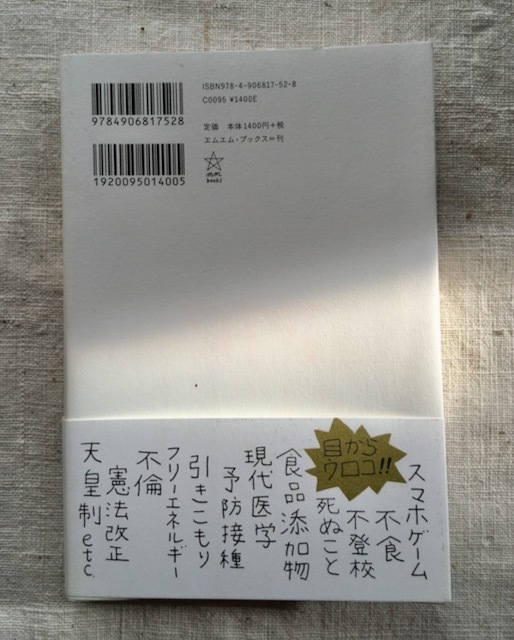 ISBN978-4-906817-52-8
C0095 ¥1400E
定価 本体1400円+税
エムエム・ブックス=刊
9784906817528
1920095014005
mm
books
目から
ウロコ!!
スマホゲーム
不食
不登校
死ぬこと
食品添加物
現代医学
予防接種
引きこもり
フリーエネルギー
不倫
憲法改正
天皇制etc.